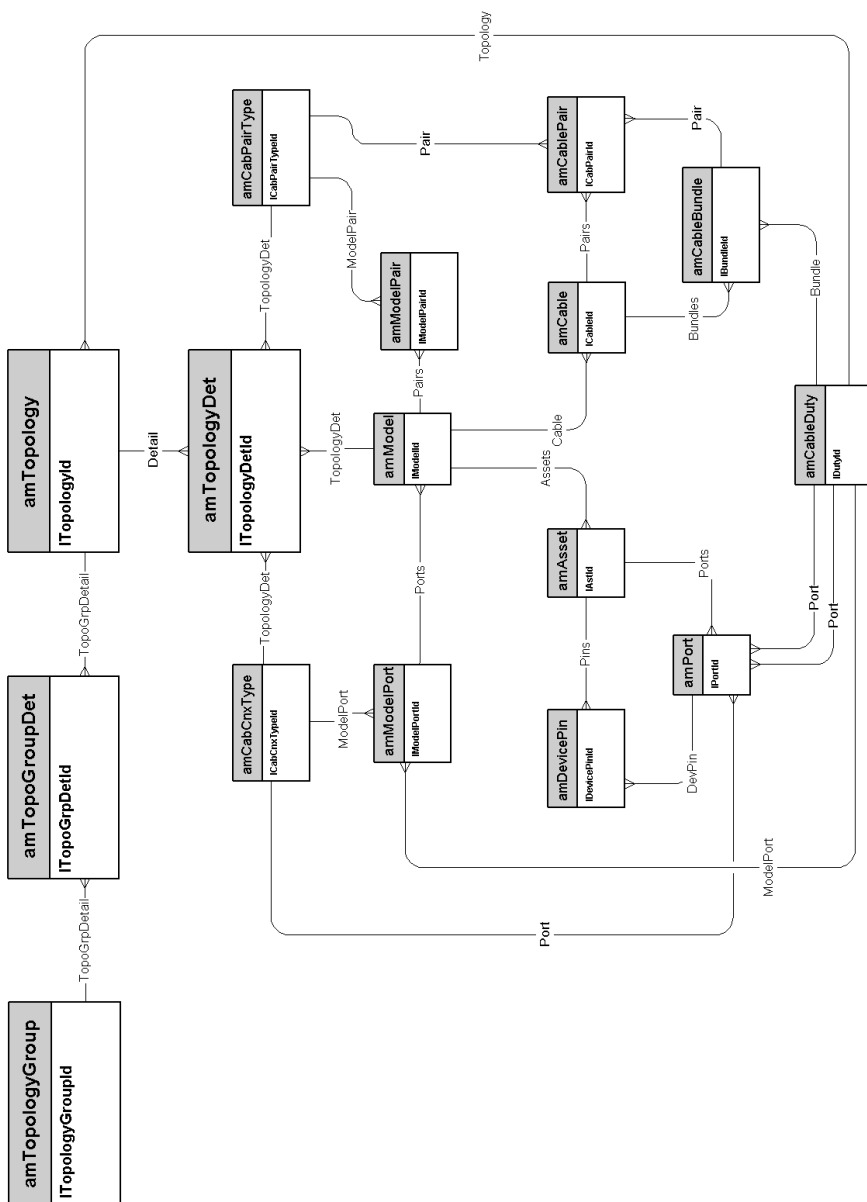 amTopologyGroup
lTopologyGroupId
TopoGrpDetail
amTopoGroupDet
lTopoGrpDetId
TopoGrpDetail
amTopology
lTopologyId
Detail
Topology
amCabCnxType
lCabCnxTypeId
TopologyDet
amTopologyDet
lTopologyDetId
TopologyDet
amCabPairType
lCabPairTypeId
ModelPort
TopologyDet
ModelPair
Pair
amModelPort
lModelPortId
Ports
amModel
lModelId
Pairs
amModelPair
lModelPairId
Port
Assets
Cable
amDevicePin
lDevicePinId
Pins
amAsset
lAstId
amCable
lCableId
Pairs
amCablePair
lCabPairId
DevPin
Ports
Bundles
Pair
amPort
lPortId
amCableBundle
lBundleId
ModelPort
Port
Port
Bundle
amCableDuty
lDutyId